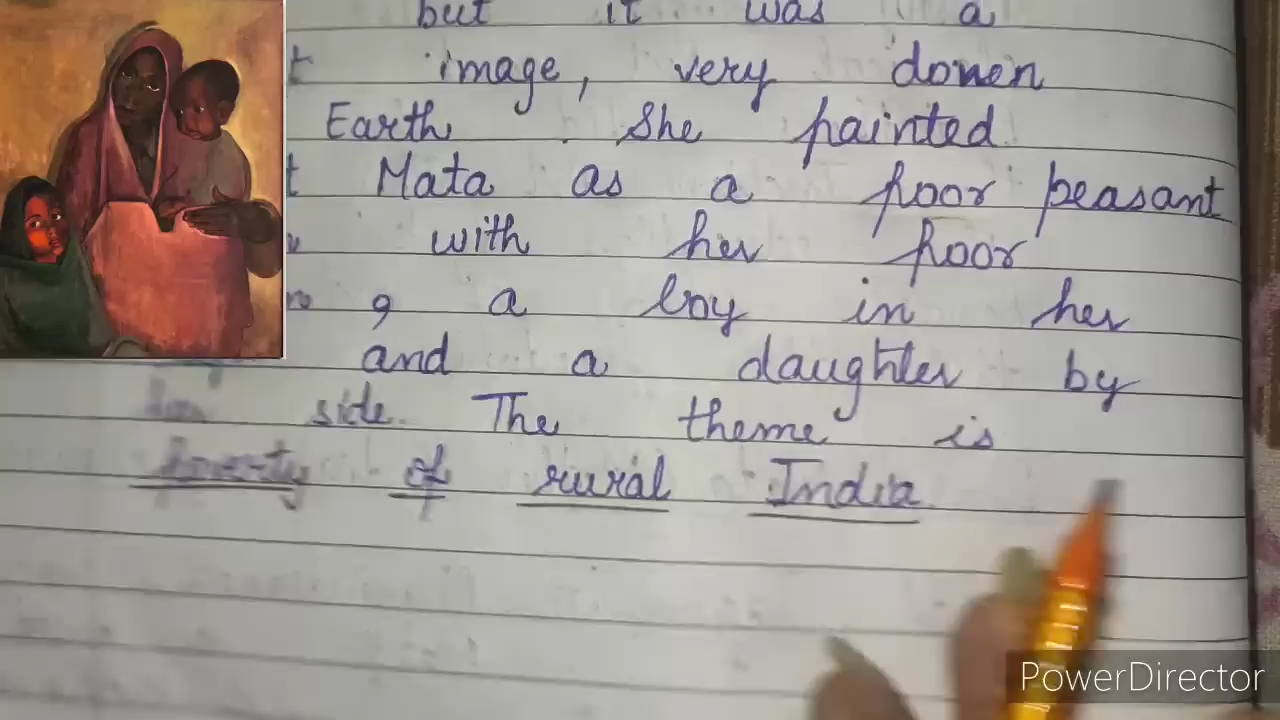 but it was a
image, very donen
Earth. She painted
t Mata as a poor peasant
with her poor
, a boy in her
and a daughter by
side. The theme is
Poverty of rural India
PowerDirector